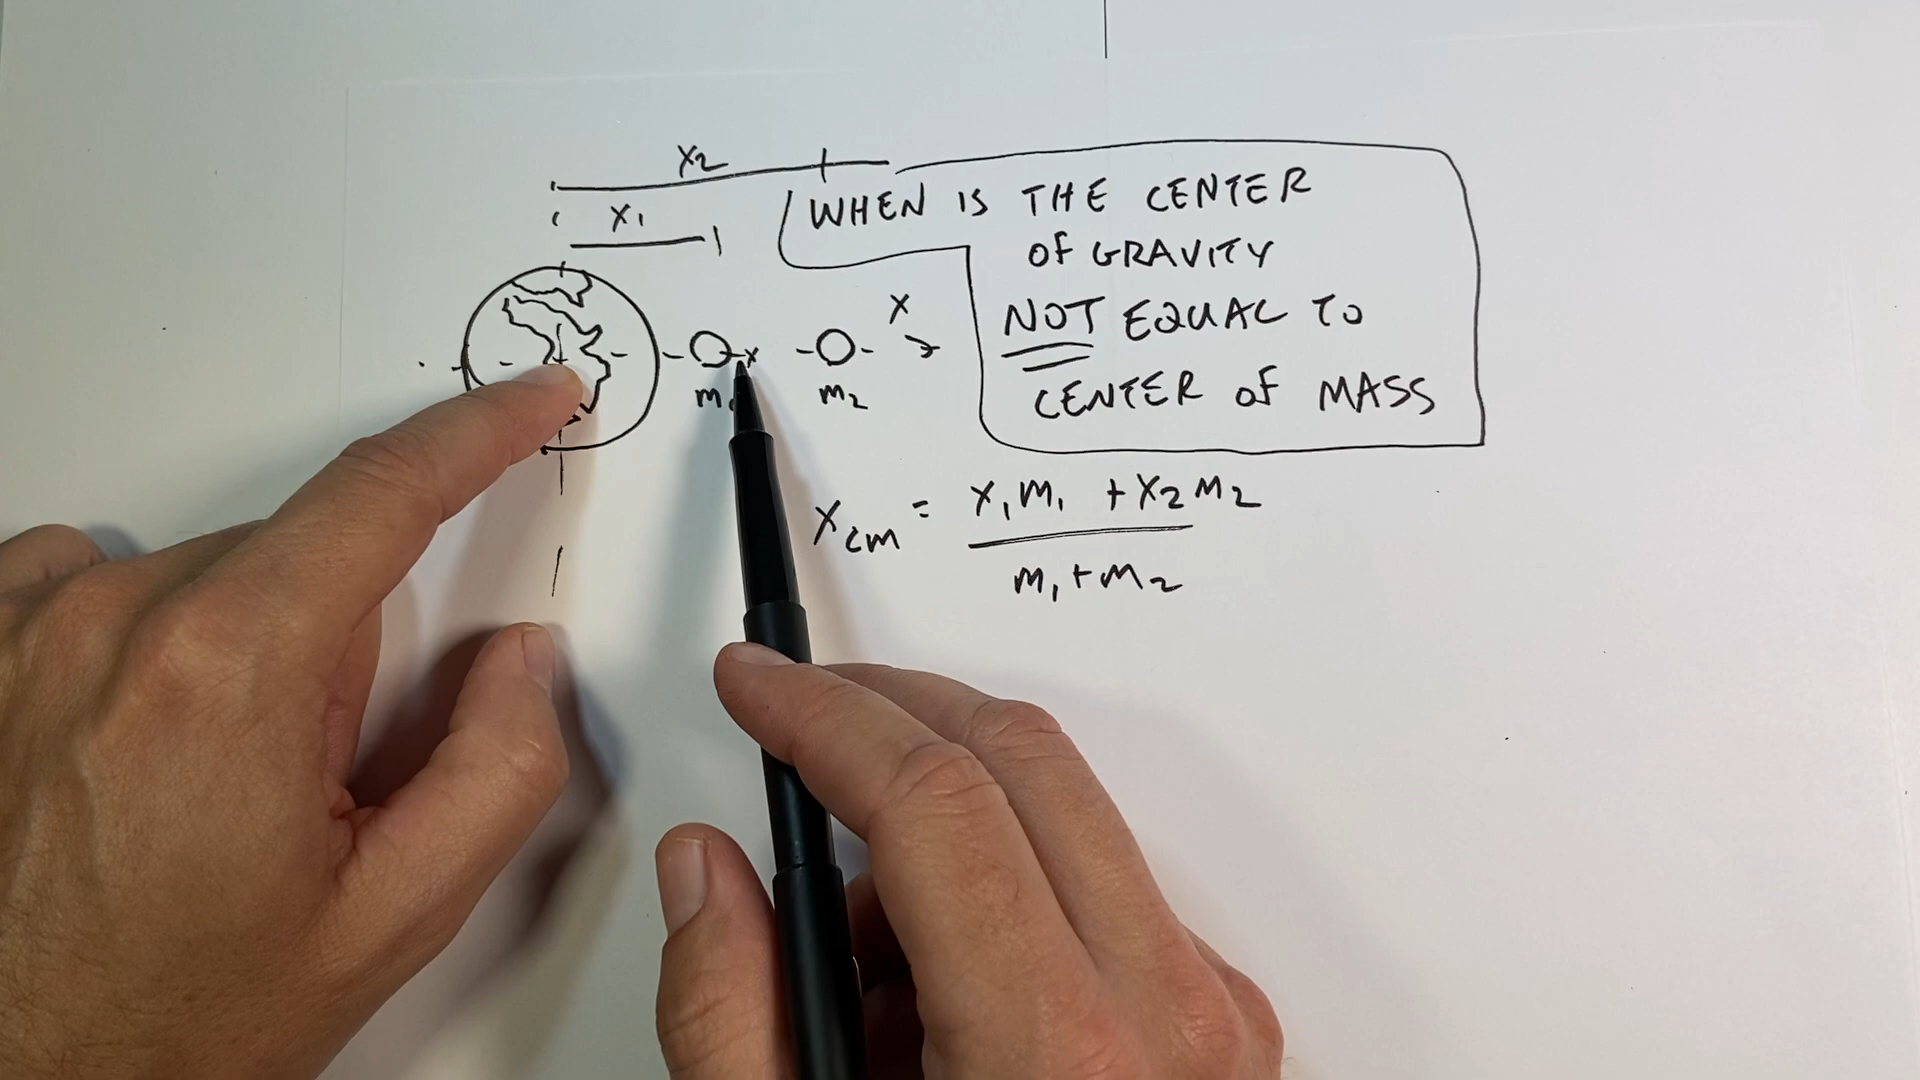 X2
X1
WHEN IS THE CENTER
OF GRAVITY
NOT EQUAL TO
CENTER OF MASS
X
x
m1
m2
Xcm = X1m1 + X2m2
m1+m2